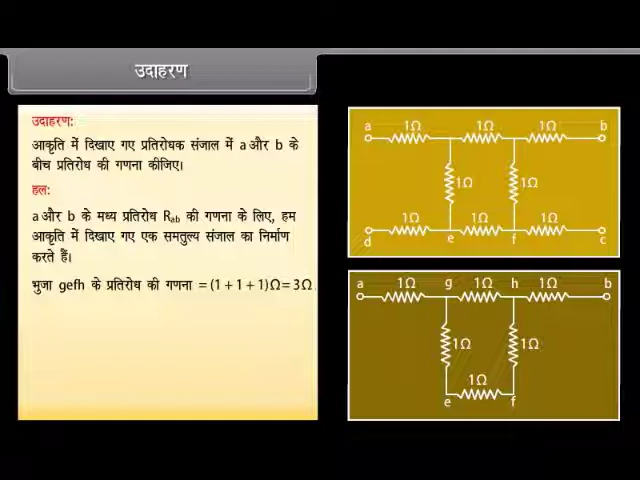 उदाहरण
उदाहरण:
आकृति में दिखाए गए प्रतिरोधक संजाल में a और b के
बीच प्रतिरोध की गणना कीजिए।
हल:
a और b के मध्य प्रतिरोध Rab की गणना के लिए, हम
आकृति में दिखाए गए एक समतुल्य संजाल का निर्माण
करते हैं।
भुजा gefh के प्रतिरोध की गणना = (1 + 1 + 1)Ω = 3Ω
a 1Ω 1Ω 1Ω b
1Ω 1Ω
1Ω 1Ω 1Ω
d e f c
a 1Ω g 1Ω h 1Ω b
1Ω 1Ω
1Ω
e f